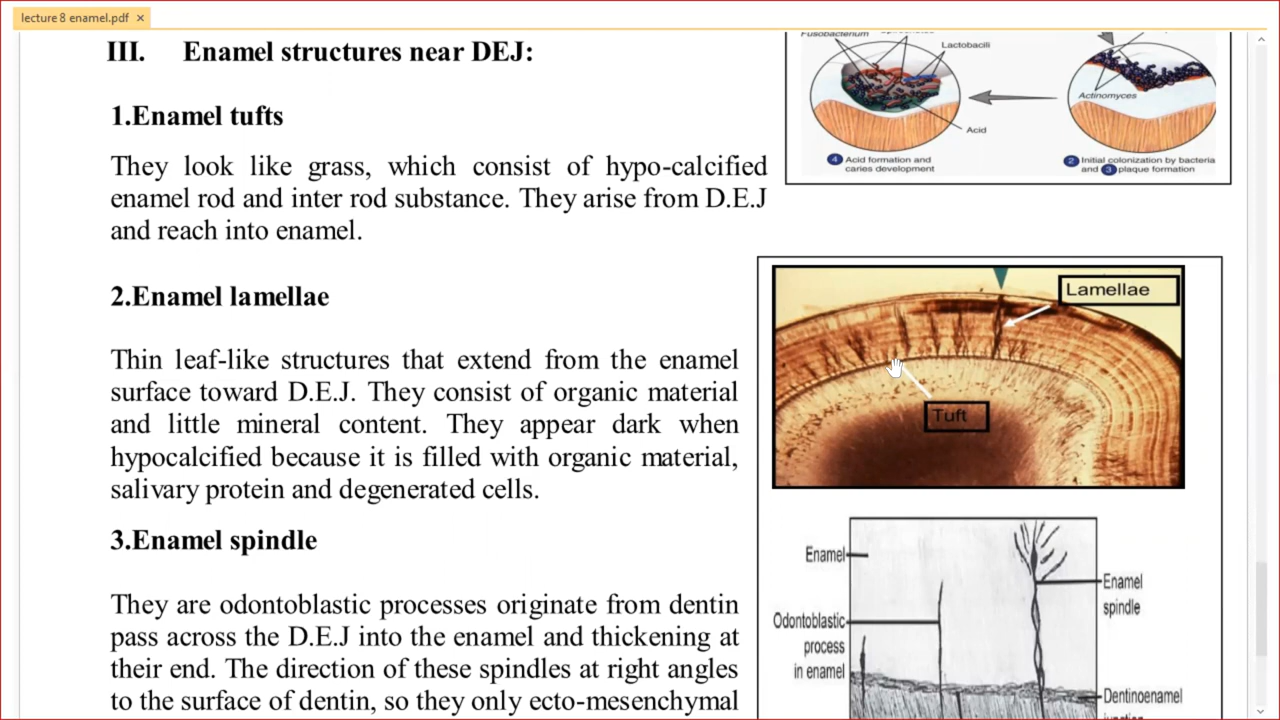 lecture 8 enamel.pdf ×
III. Enamel structures near DEJ:
1.Enamel tufts
They look like grass, which consist of hypo-calcified
enamel rod and inter rod substance. They arise from D.E.J
and reach into enamel.
2.Enamel lamellae
Thin leaf-like structures that extend from the enamel
surface toward D.E.J. They consist of organic material
and little mineral content. They appear dark when
hypocalcified because it is filled with organic material,
salivary protein and degenerated cells.
3.Enamel spindle
They are odontoblastic processes originate from dentin
pass across the D.E.J into the enamel and thickening at
their end. The direction of these spindles at right angles
to the surface of dentin, so they only ecto-mesenchymal
Fusobacterium
Lactobacili
Acid
4 Acid formation and
caries development
Actinomyces
2 Initial colonization by bacteria
and 3 plaque formation
Lamellae
Tuft
Enamel
Odontoblastic
process
in enamel
Enamel
spindle
Dentinoenamel